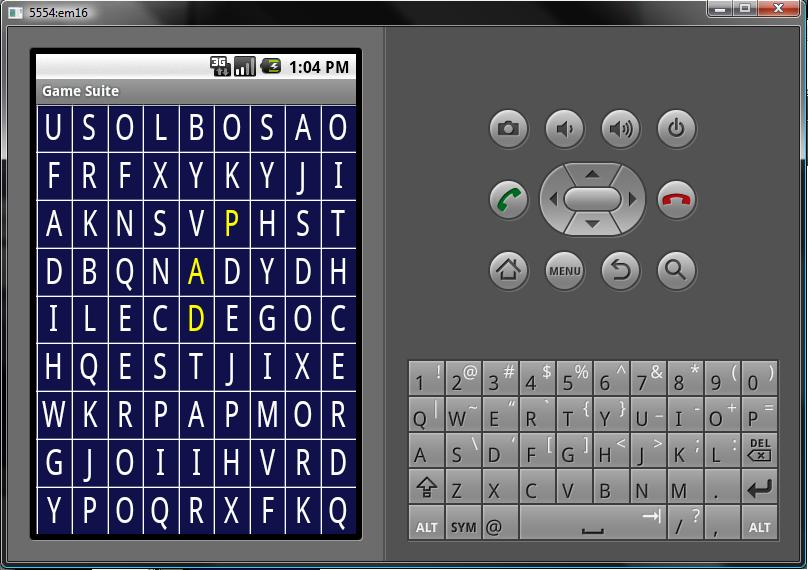 5554:em16
3G 1:04 PM
Game Suite
U S O L B O S A O
F R F X Y K Y J I
A K N S V P H S T
D B Q N A D Y D H
I L E C D E G O C
H Q E S T J I X E
W K R P A P M O R
G J O I I H V R D
Y P O Q R X F K Q
MENU
1 ! 2 @ 3 # 4 $ 5 % 6 ^ 7 & 8 * 9 ( 0 )
Q | W ~ E “ R ` T { Y } U _ I - O + P =
A S \ D ‘ F [ G ] H < J > K ; L : DEL
Z X C V B N M .
ALT SYM @ / ? , ALT